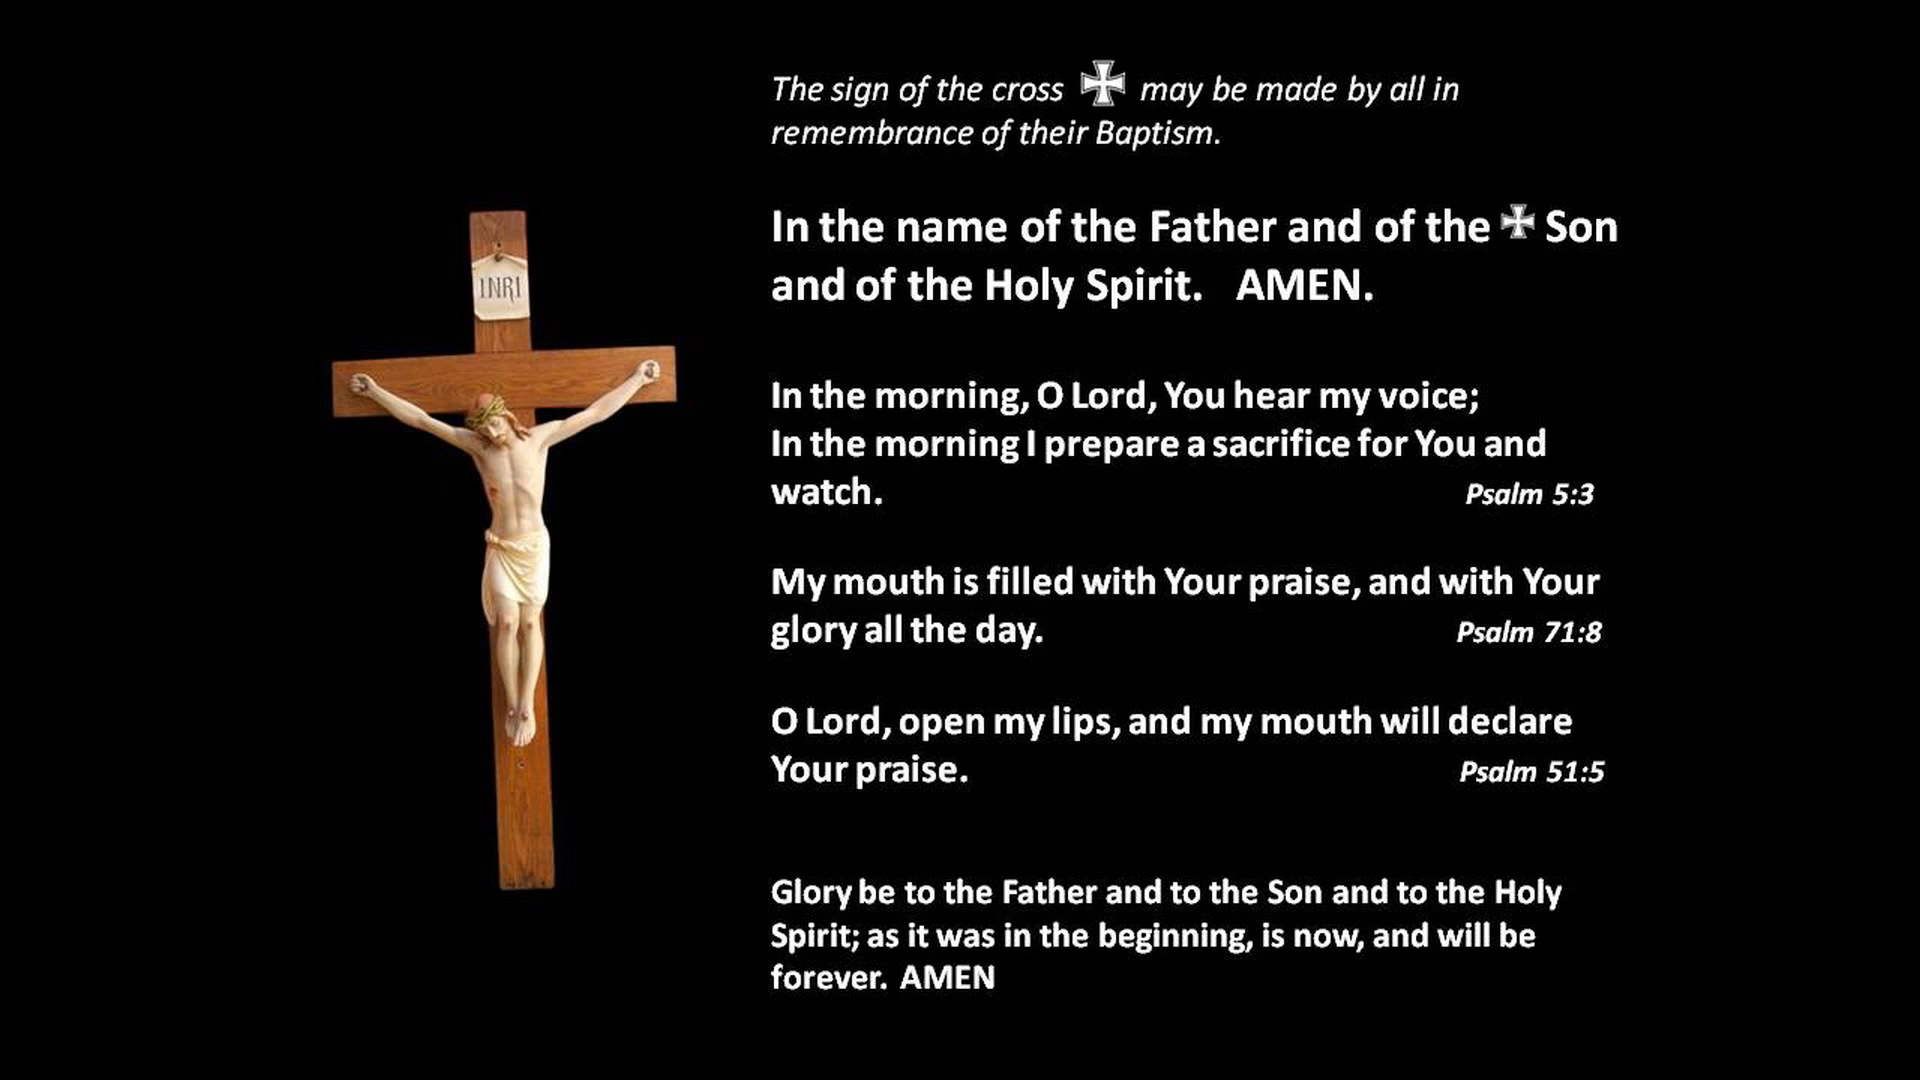 The sign of the cross ✠ may be made by all in
remembrance of their Baptism.
In the name of the Father and of the ✠ Son
and of the Holy Spirit. AMEN.
INRI
In the morning, O Lord, You hear my voice;
In the morning I prepare a sacrifice for You and
watch. Psalm 5:3
My mouth is filled with Your praise, and with Your
glory all the day. Psalm 71:8
O Lord, open my lips, and my mouth will declare
Your praise. Psalm 51:5
Glory be to the Father and to the Son and to the Holy
Spirit; as it was in the beginning, is now, and will be
forever. AMEN